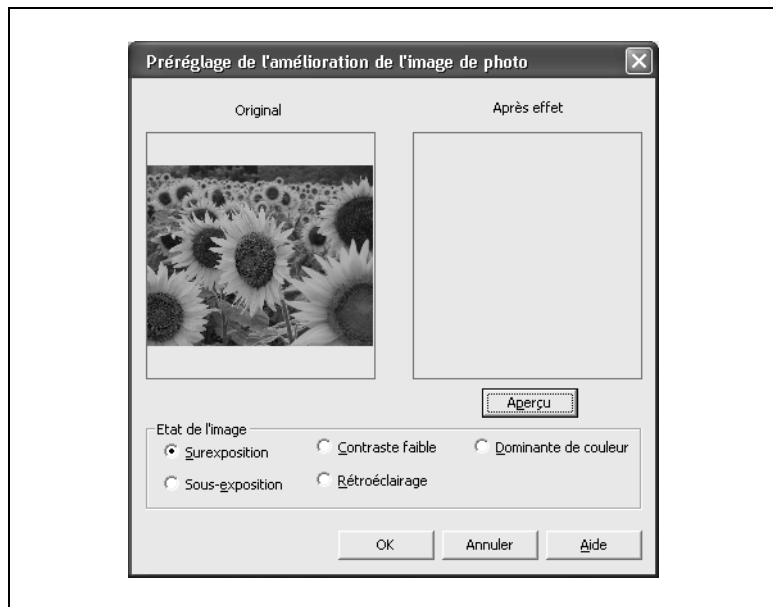 Préréglage de l'amélioration de l'image de photo
Original
Après effet
Aperçu
Etat de l'image
Surexposition
Contraste faible
Dominante de couleur
Sous-exposition
Rétroéclairage
OK
Annuler
Aide